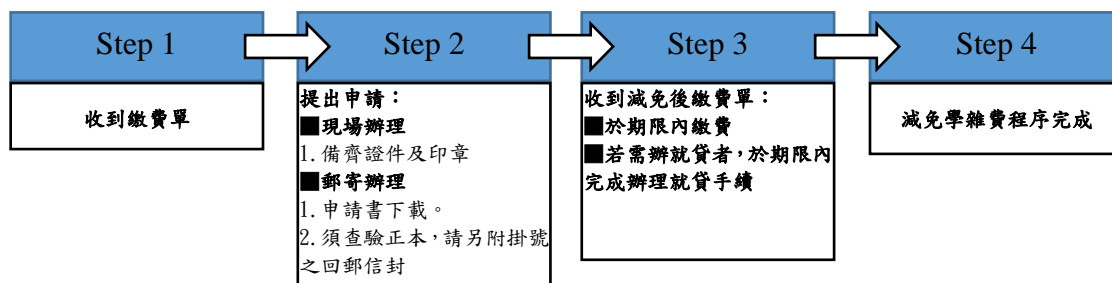 Step 1
收到繳費單
Step 2
提出申請：
■現場辦理
1.備齊證件及印章
■郵寄辦理
1.申請書下載。
2.須查驗正本，請另附掛號
之回郵信封
Step 3
收到減免後繳費單：
■於期限內繳費
■若需辦就貸者，於期限內
完成辦理就貸手續
Step 4
減免學雜費程序完成